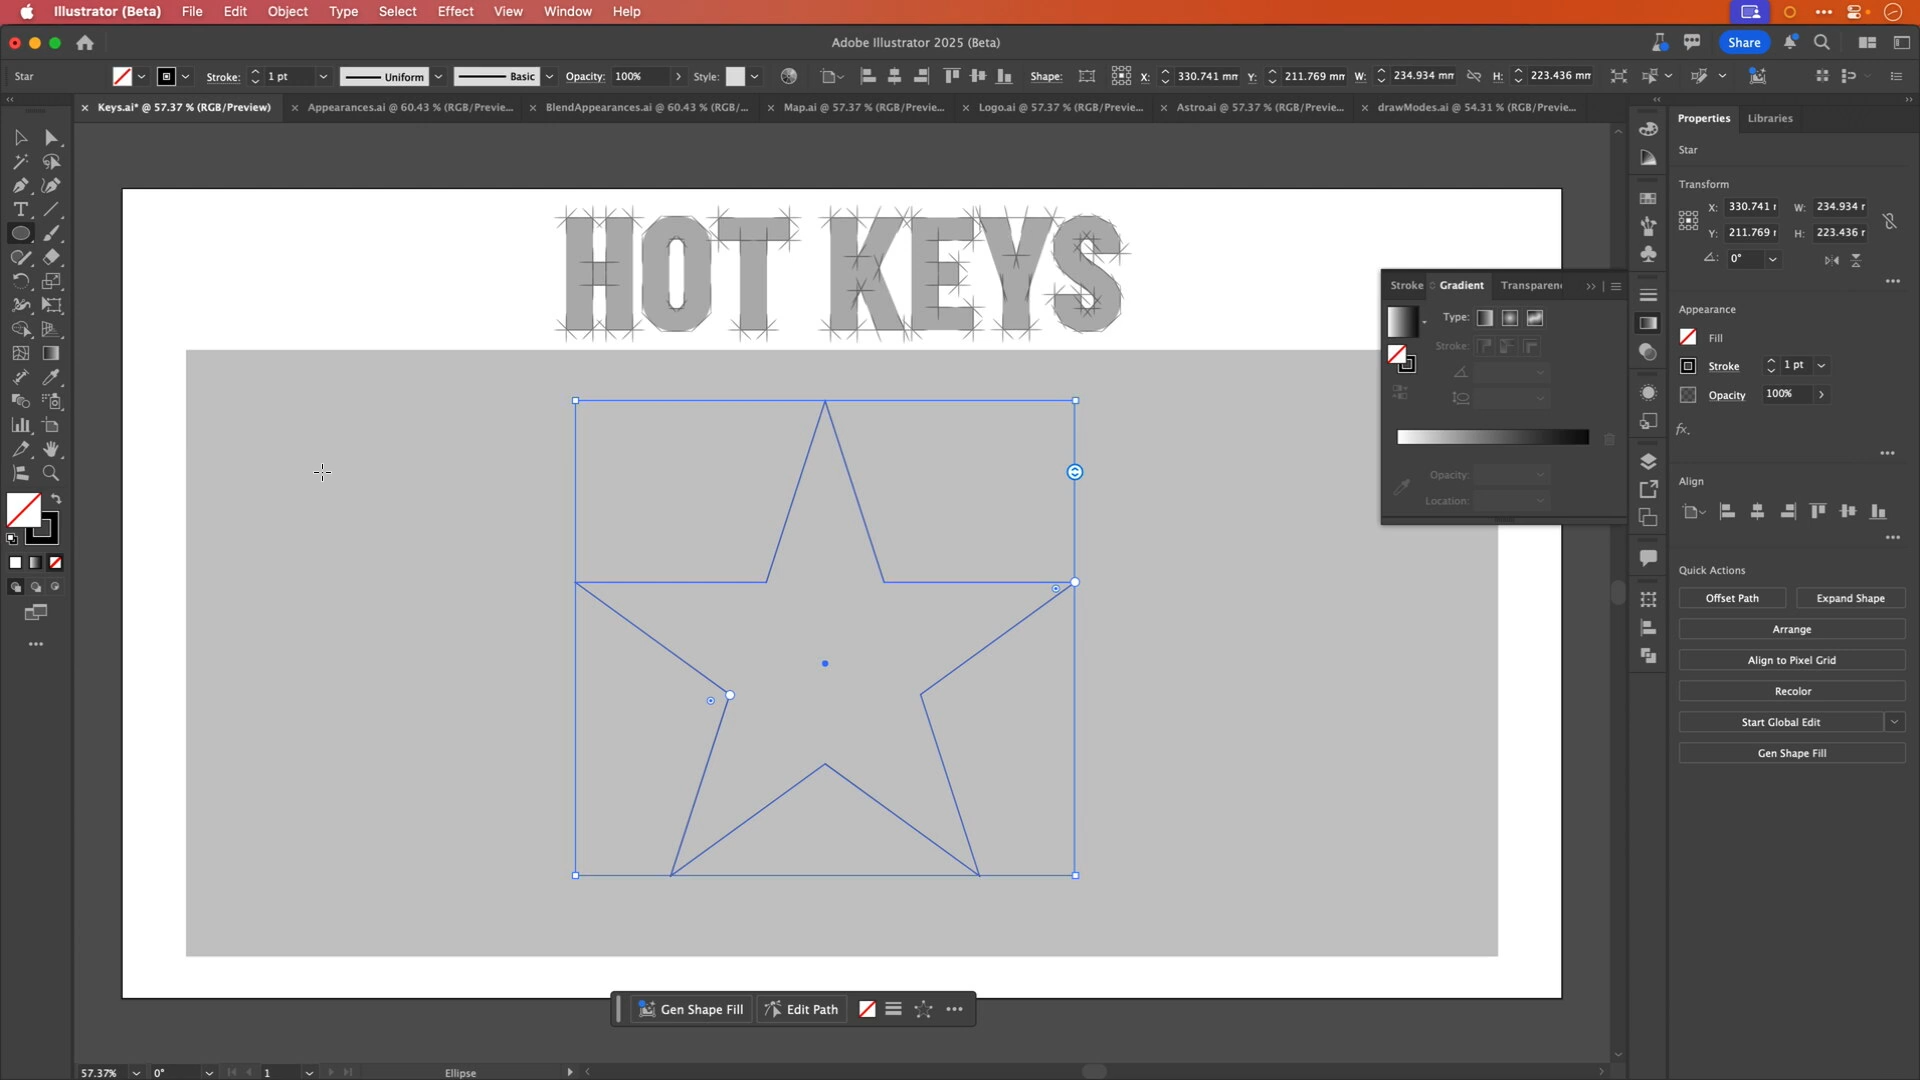 Illustrator (Beta) File Edit Object Type Select Effect View Window Help
Adobe Illustrator 2025 (Beta)
Share
Star Stroke: 1 pt Uniform Basic Opacity: 100% Style: Shape: X: 330.741 mm Y: 211.769 mm W: 234.934 mm H: 223.436 mm
Keys.ai* @ 57.37 % (RGB/Preview) Appearances.ai @ 60.43 % (RGB/Previe... BlendAppearances.ai @ 60.43 % (RGB/... Map.ai @ 57.37 % (RGB/Previe... Logo.ai @ 57.37 % (RGB/Previe... Astro.ai @ 57.37 % (RGB/Previe... drawModes.ai @ 54.31 % (RGB/Previe...
HOT KEYS
Stroke Gradient Transparen
Type:
Stroke:
Opacity:
Location:
Properties Libraries
Star
Transform
X: 330.741 r W: 234.934 r
Y: 211.769 r H: 223.436 r
0°
Appearance
Fill
Stroke 1 pt
Opacity 100%
fx.
Align
Quick Actions
Offset Path Expand Shape
Arrange
Align to Pixel Grid
Recolor
Start Global Edit
Gen Shape Fill
Gen Shape Fill Edit Path
57.37% 0° 1 Ellipse